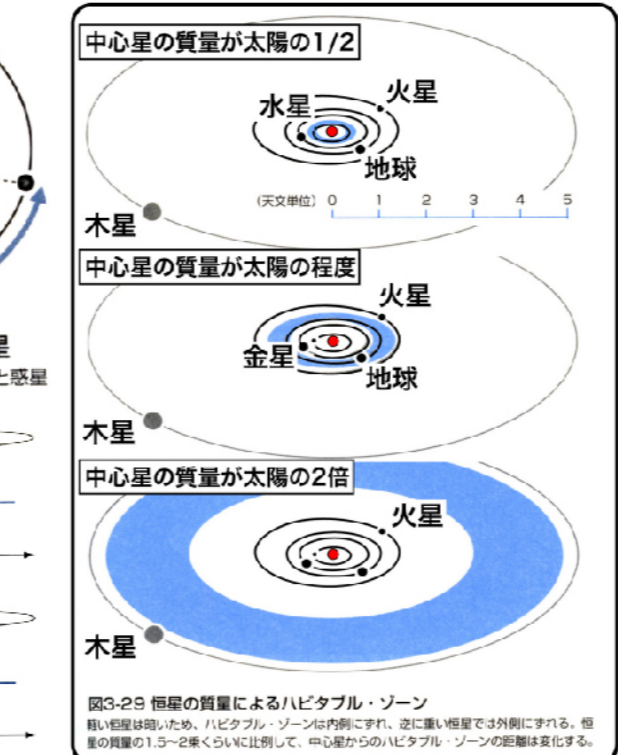 中心星の質量が太陽の1/2
水星
火星
地球
(天文単位) 0 1 2 3 4 5
木星
中心星の質量が太陽の程度
火星
金星
地球
木星
中心星の質量が太陽の2倍
火星
木星
図3-29 恒星の質量によるハビタブル・ゾーン
軽い恒星は暗いため、ハビタブル・ゾーンは内側にずれ、逆に重い恒星では外側にずれる。恒
星の質量の1.5〜2乗くらいに比例して、中心星からのハビタブル・ゾーンの距離は変化する。
星
と惑星